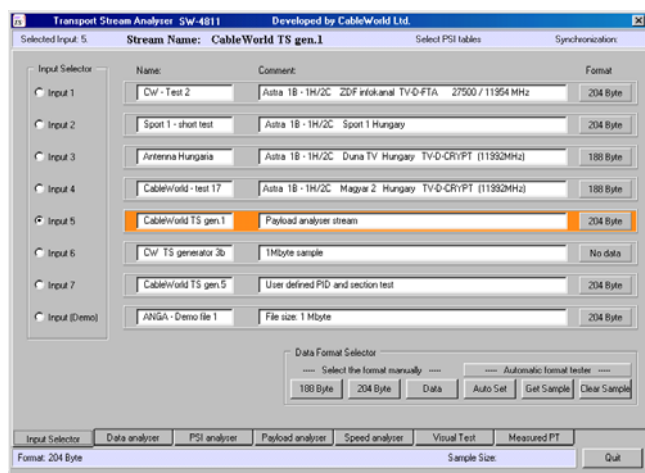 TS Transport Stream Analyser SW-4811 Developed by CableWorld Ltd.
Selected Input: 5. Stream Name: CableWorld TS gen.1 Select PSI tables Synchronization:
Input Selector Name: Comment: Format
Input 1 CW - Test 2 Astra 1B - 1H/2C ZDF infokanal TV-D-FTA 27500 / 11954 MHz 204 Byte
Input 2 Sport 1 - short test Astra 1B - 1H/2C Sport 1 Hungary 204 Byte
Input 3 Antenna Hungaria Astra 1B - 1H/2C Duna TV Hungary TV-D-CRYPT (11992MHz) 188 Byte
Input 4 CableWorld - test 17 Astra 1B - 1H/2C Magyar 2 Hungary TV-D-CRYPT (11992MHz) 188 Byte
Input 5 CableWorld TS gen.1 Payload analyser stream 204 Byte
Input 6 CW TS generator 3b 1Mbyte sample No data
Input 7 CableWorld TS gen.5 User defined PID and section test 204 Byte
Input (Demo) ANGA - Demo file 1 File size: 1 Mbyte 204 Byte
Data Format Selector
----- Select the format manually ----- ----- Automatic format tester -----
188 Byte 204 Byte Data Auto Set Get Sample Clear Sample
Input Selector Data analyser PSI analyser Payload analyser Speed analyser Visual Test Measured PT
Format: 204 Byte Sample Size: Quit